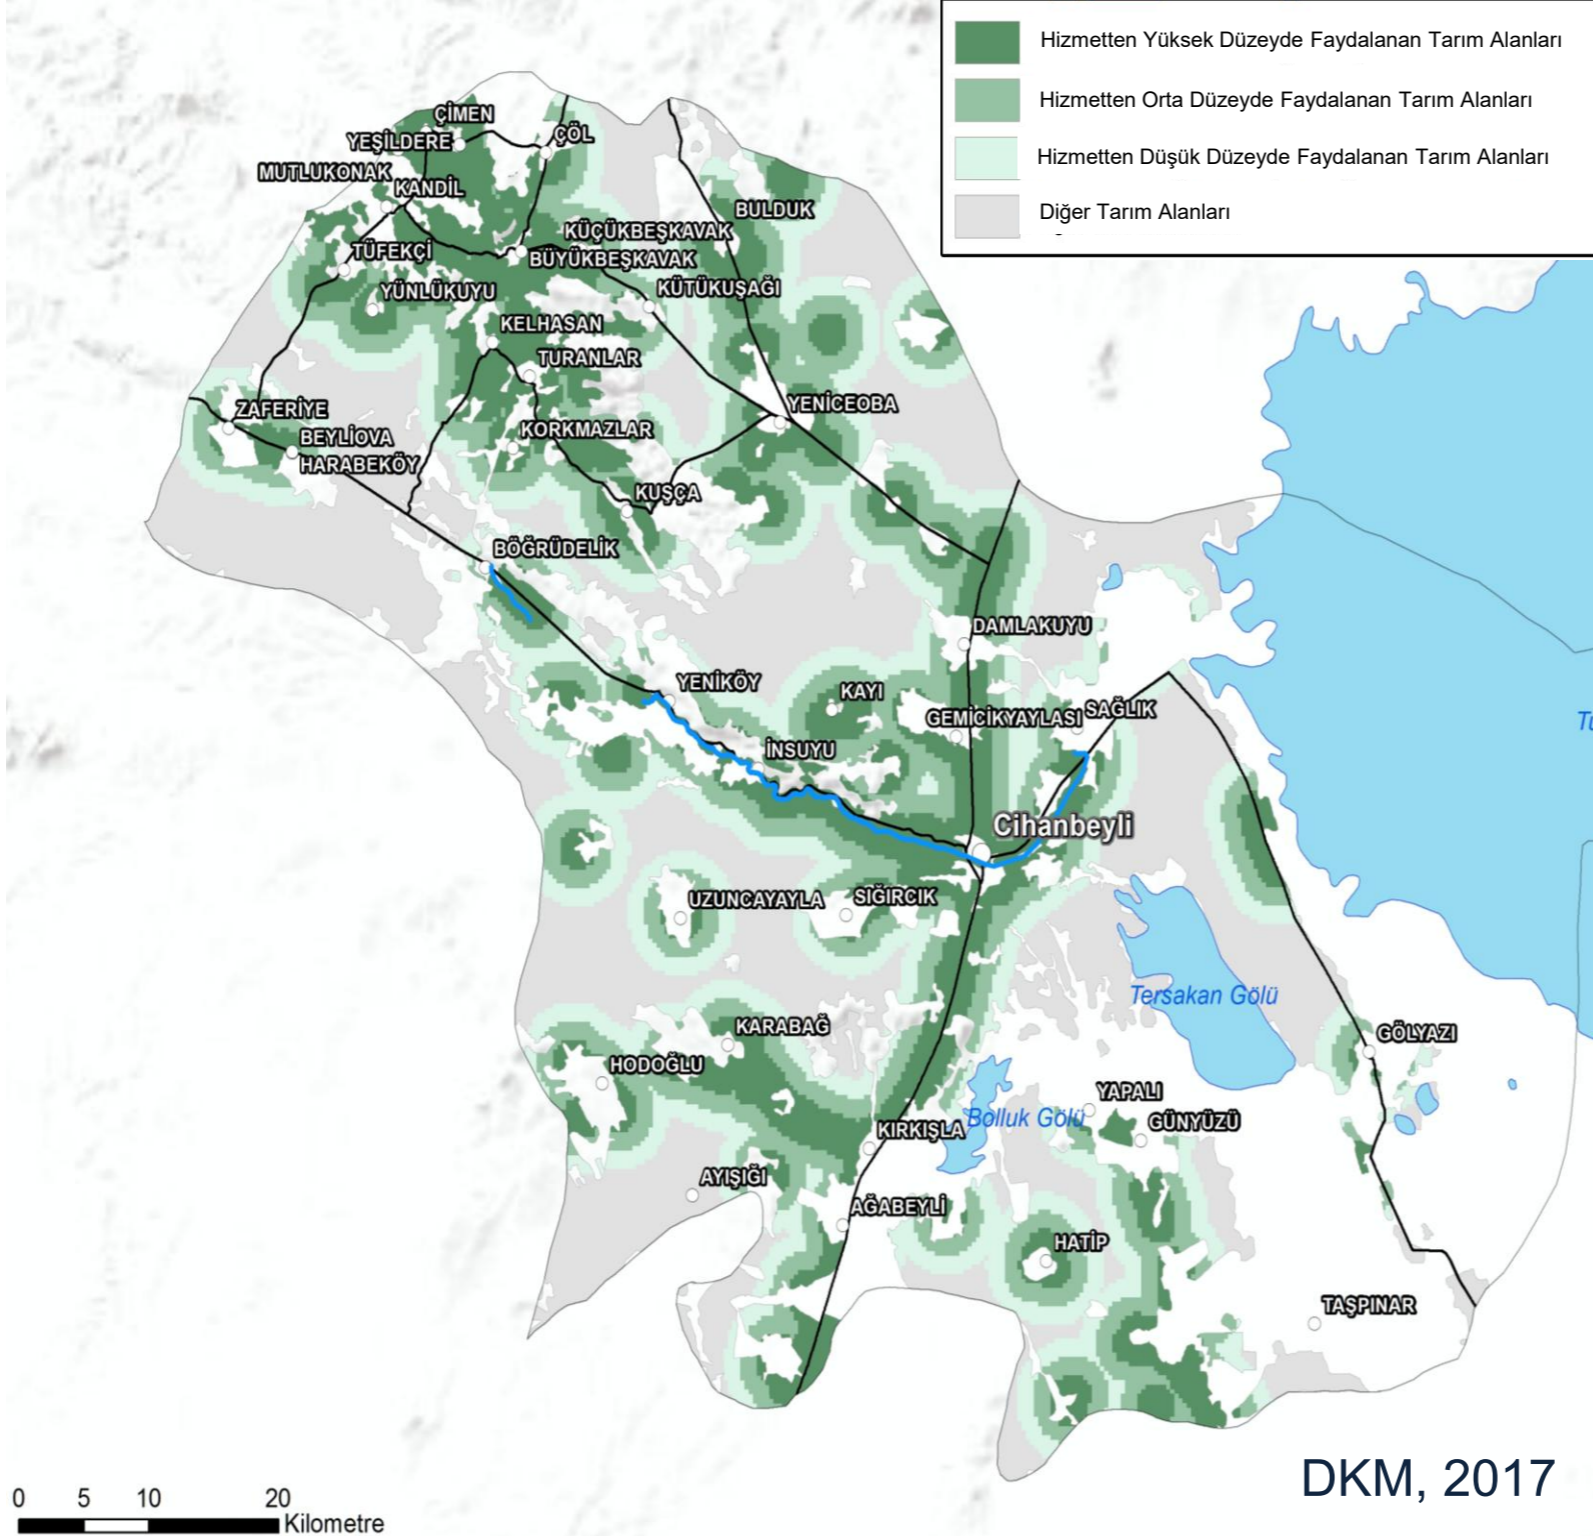 Hizmetten Yüksek Düzeyde Faydalanan Tarım Alanları
Hizmetten Orta Düzeyde Faydalanan Tarım Alanları
Hizmetten Düşük Düzeyde Faydalanan Tarım Alanları
Diğer Tarım Alanları
ÇİMEN
YEŞİLDERE
ÇÖL
MUTLUKONAK
KANDİL
BULDUK
KÜÇÜKBEŞKAVAK
TÜFEKÇİ
BÜYÜKBEŞKAVAK
YÜNLÜKUYU
KÜTÜKUŞAĞI
KELHASAN
TURANLAR
YENİCEOBA
ZAFERİYE
KORKMAZLAR
BEYLİOVA
HARABEKÖY
KUŞÇA
BÖĞRÜDELİK
DAMLAKUYU
YENİKÖY
KAYI
GEMİCİKYAYLASI
SAĞLIK
İNSUYU
Cihanbeyli
UZUNCAYAYLA
SIĞIRCIK
Tersakan Gölü
KARABAĞ
GÖLYAZI
HODOĞLU
YAPALI
Bolluk Gölü
GÜNYÜZÜ
KIRKIŞLA
AYIŞIĞI
AĞABEYLİ
HATİP
TAŞPINAR
DKM, 2017
0 5 10 20
Kilometre